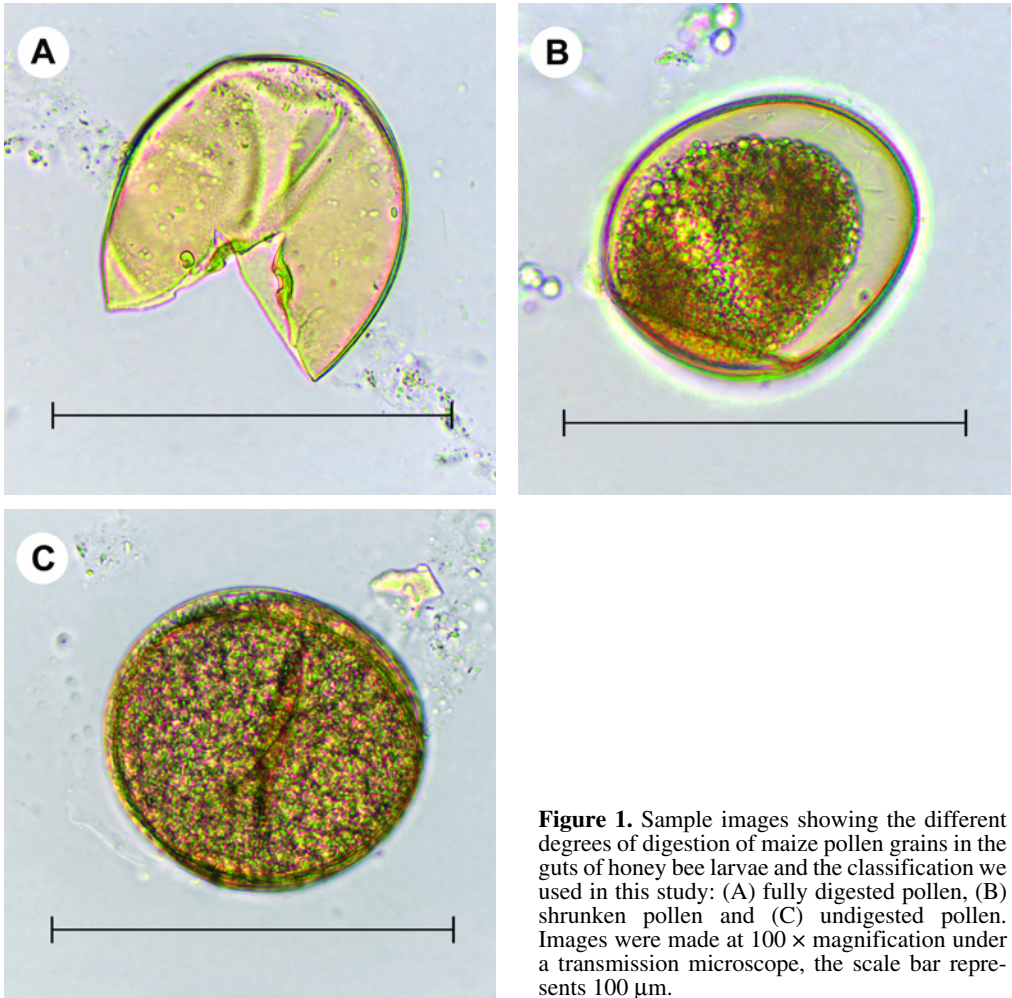 A
B
C
Figure 1. Sample images showing the different
degrees of digestion of maize pollen grains in the
guts of honey bee larvae and the classification we
used in this study: (A) fully digested pollen, (B)
shrunken pollen and (C) undigested pollen.
Images were made at 100 × magnification under
a transmission microscope, the scale bar repre-
sents 100 μm.